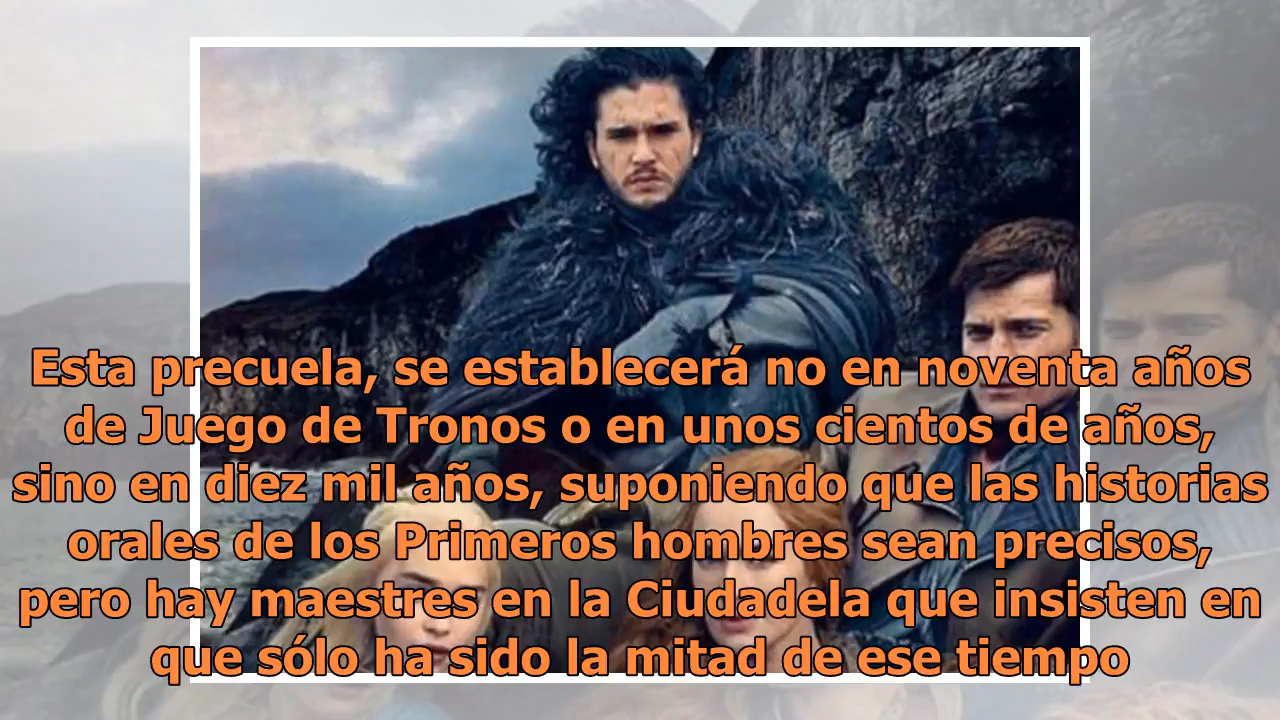 Esta precuela, se establecerá no en noventa años
de Juego de Tronos o en unos cientos de años,
sino en diez mil años, suponiendo que las historias
orales de los Primeros hombres sean precisos,
pero hay maestres en la Ciudadela que insisten en
que sólo ha sido la mitad de ese tiempo